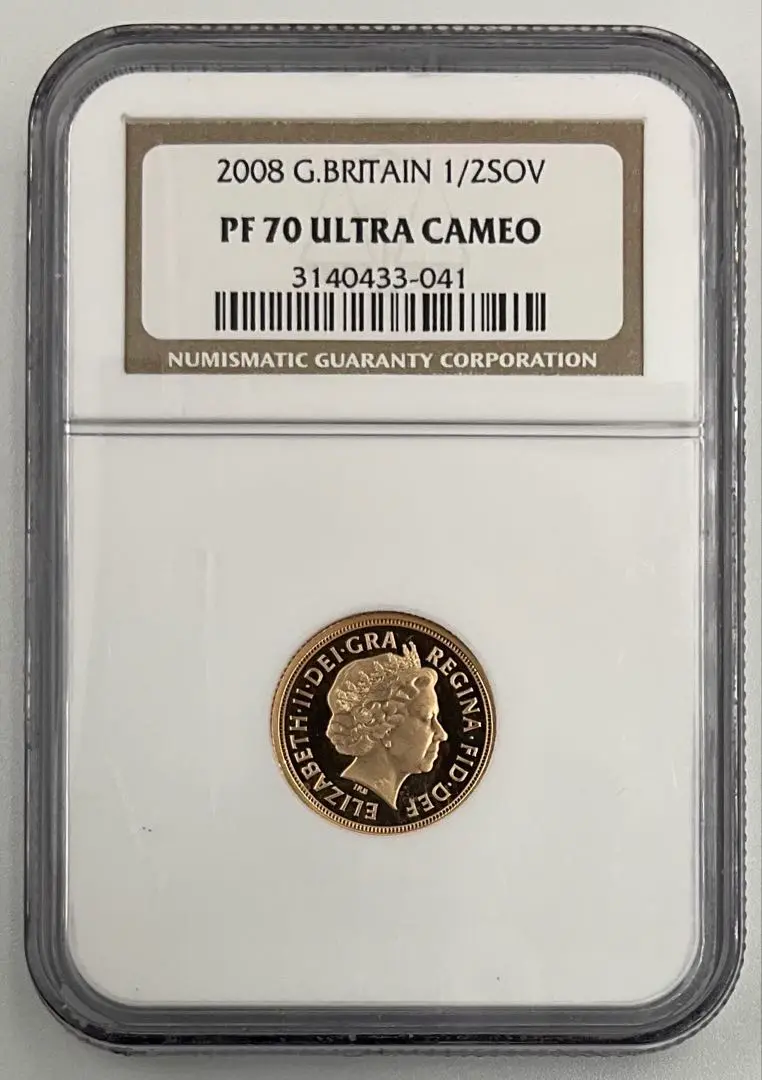 2008 G.BRITAIN 1/2SOV
PF 70 ULTRA CAMEO
3140433-041
NUMISMATIC GUARANTY CORPORATION
ELIZABETH·II·DEI·GRA REGINA·FID·DEF
IRB